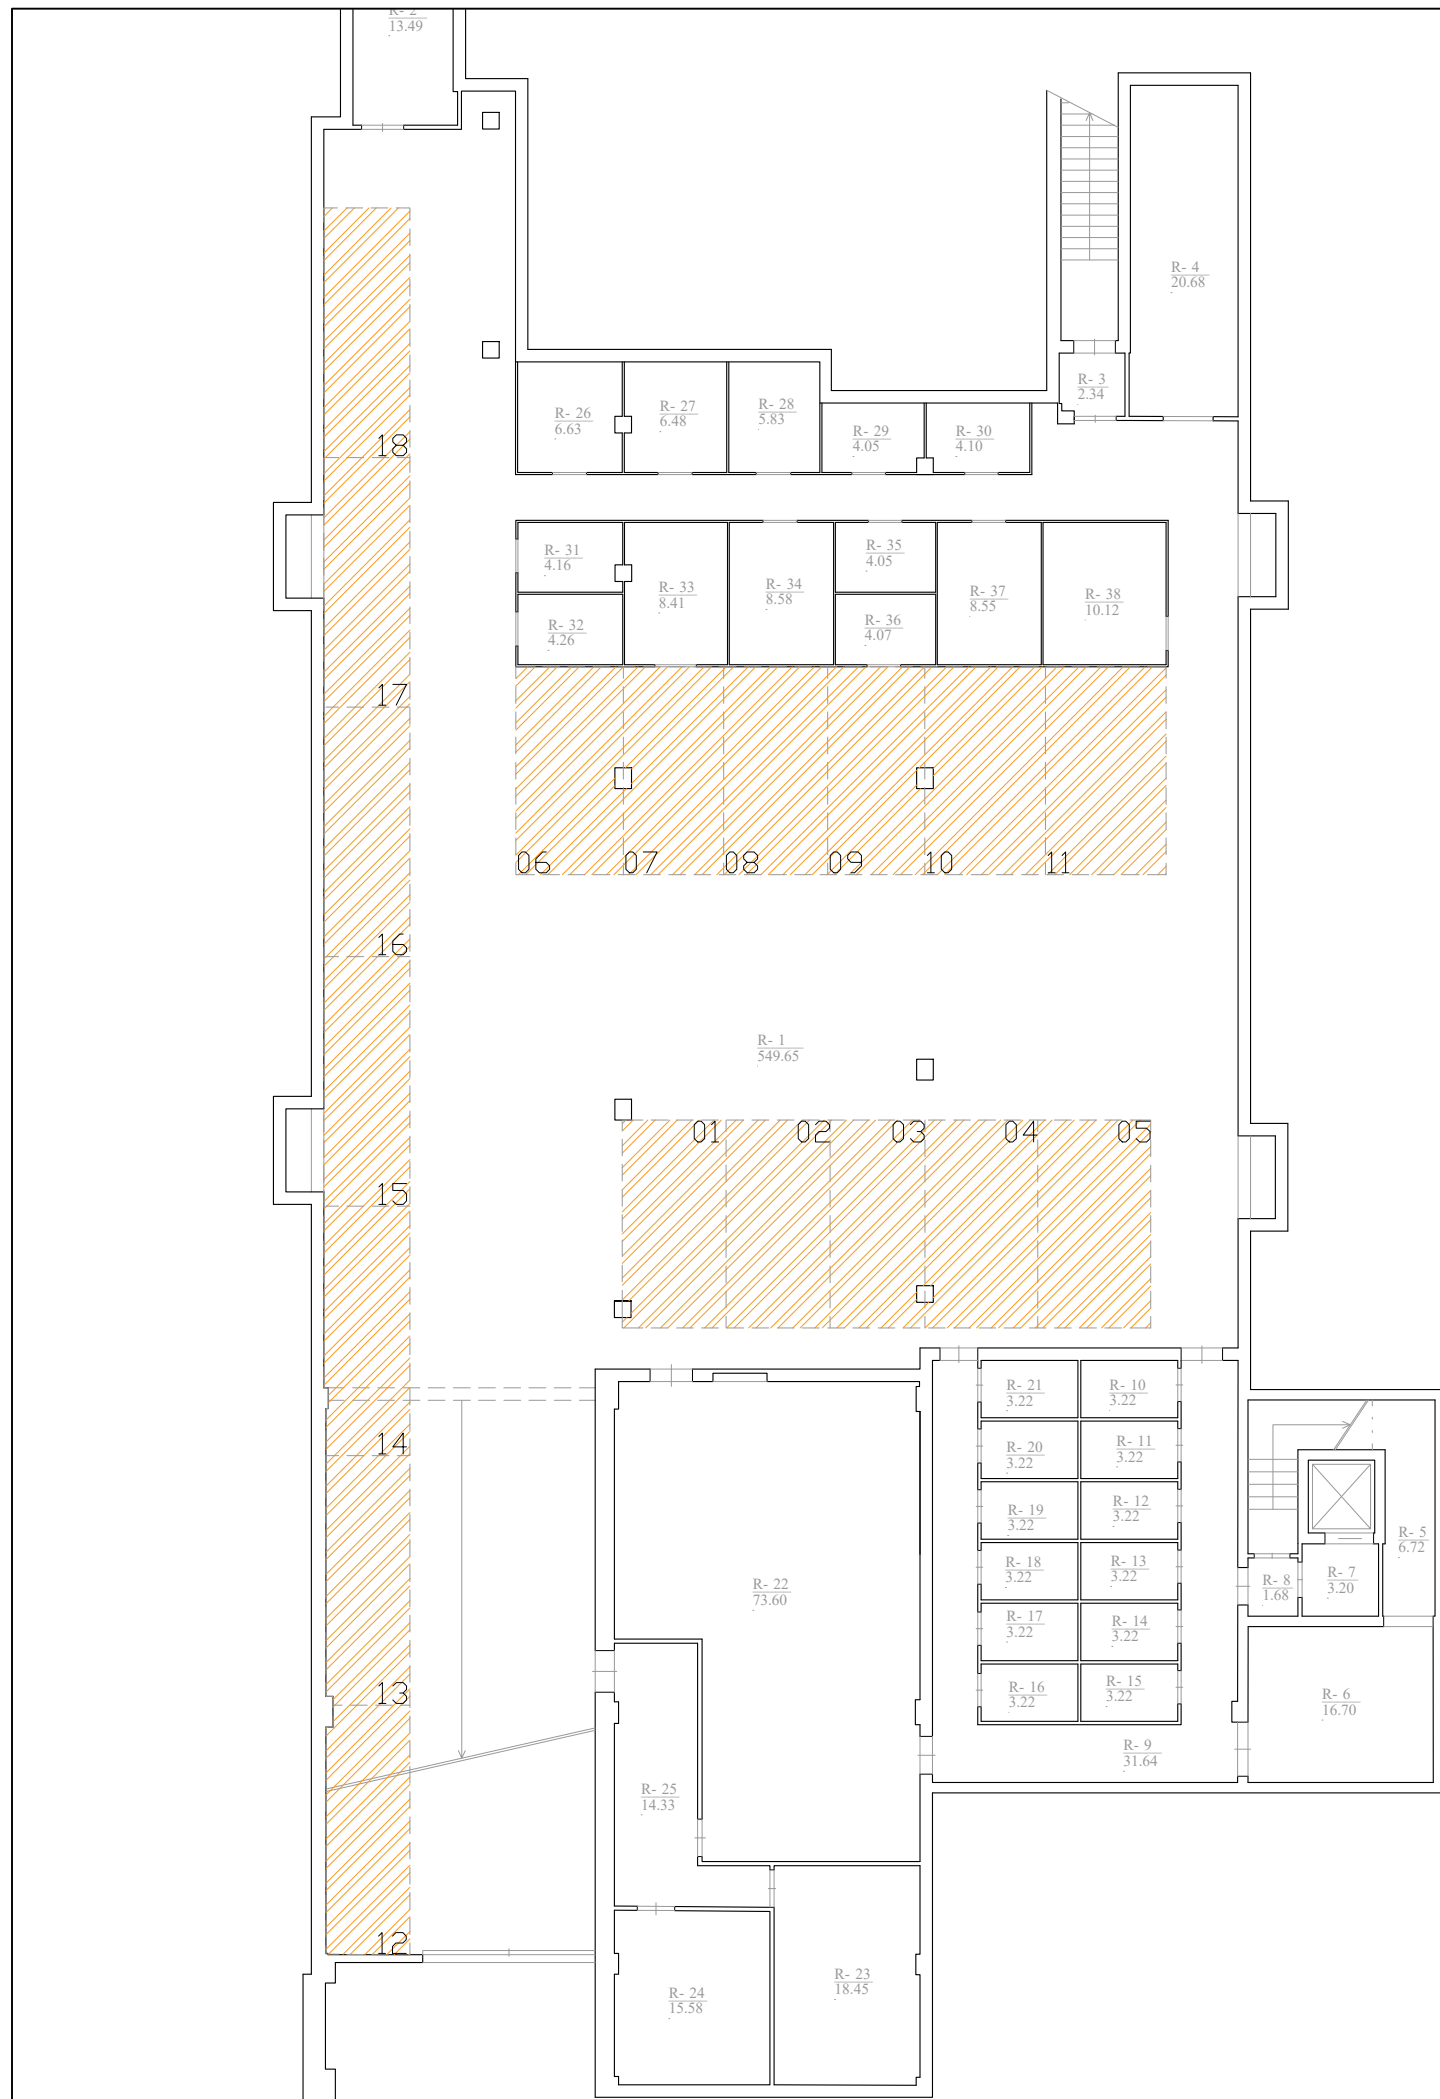 R- 2
13.49
R- 4
20.68
R- 3
2.34
R- 26
6.63
R- 27
6.48
R- 28
5.83
R- 29
4.05
R- 30
4.10
18
R- 31
4.16
R- 32
4.26
R- 33
8.41
R- 34
8.58
R- 35
4.05
R- 36
4.07
R- 37
8.55
R- 38
10.12
17
06 07 08 09 10 11
16
R- 1
549.65
01 02 03 04 05
15
14
R- 21
3.22
R- 10
3.22
R- 20
3.22
R- 11
3.22
R- 19
3.22
R- 12
3.22
R- 18
3.22
R- 13
3.22
R- 17
3.22
R- 14
3.22
R- 16
3.22
R- 15
3.22
R- 5
6.72
R- 8
1.68
R- 7
3.20
R- 22
73.60
13
R- 6
16.70
R- 9
31.64
R- 25
14.33
12
R- 23
18.45
R- 24
15.58